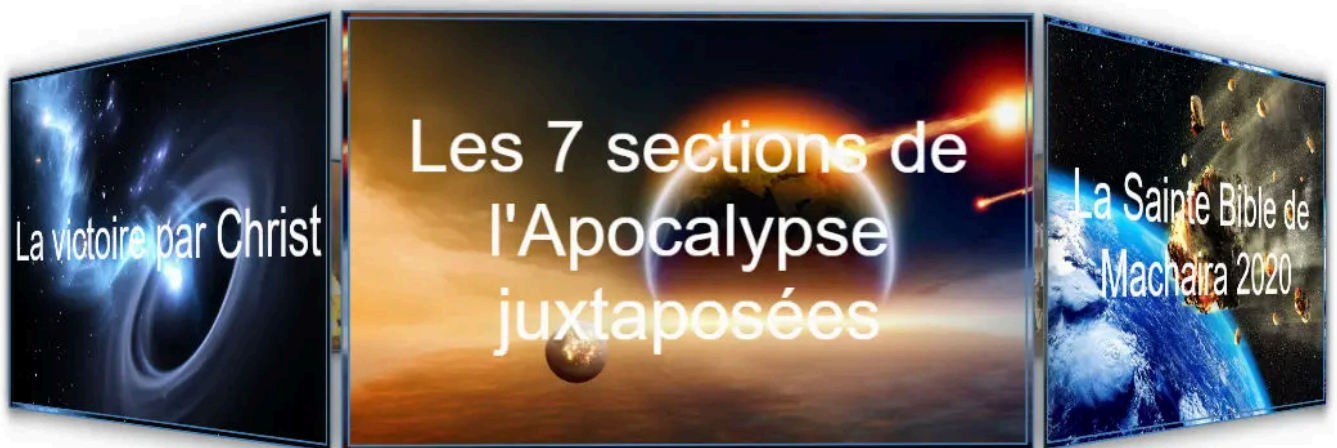 La victoire par Christ
Les 7 sections de
l'Apocalypse
juxtaposées
La Sainte Bible de
Machaira 2020